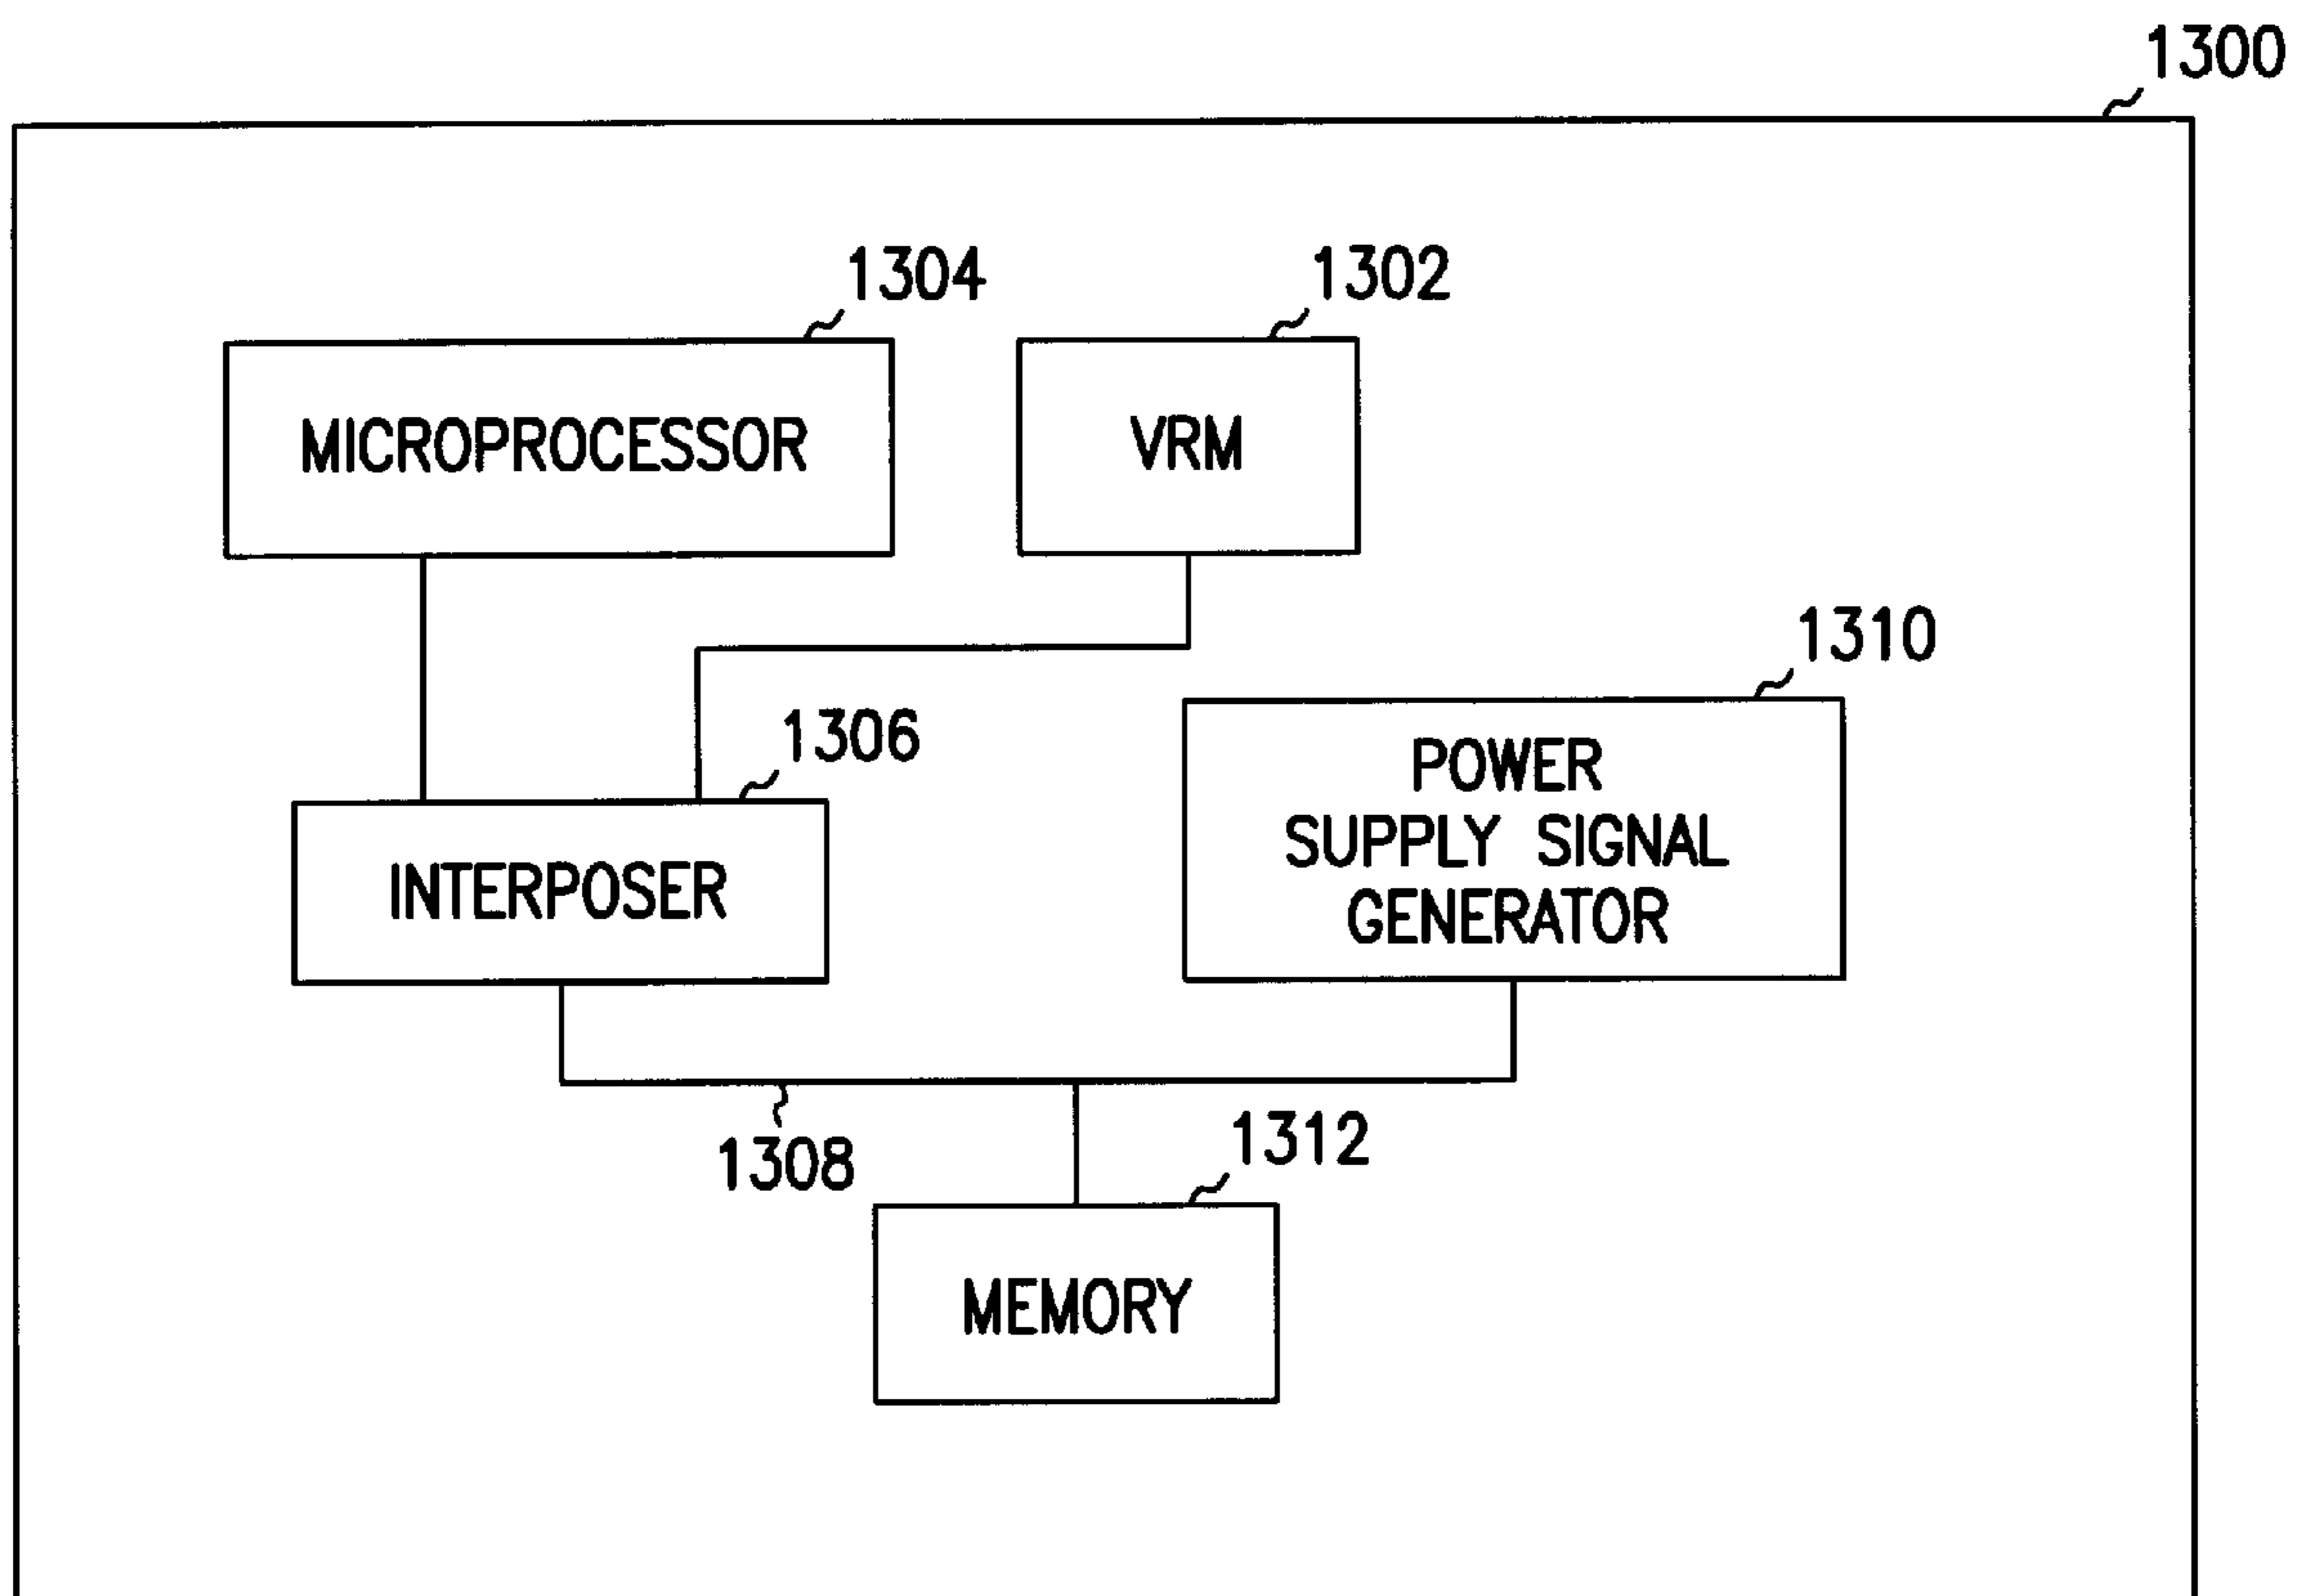 1300
1304
1302
MICROPROCESSOR
VRM
1310
1306
POWER
SUPPLY SIGNAL
GENERATOR
INTERPOSER
1308
1312
MEMORY